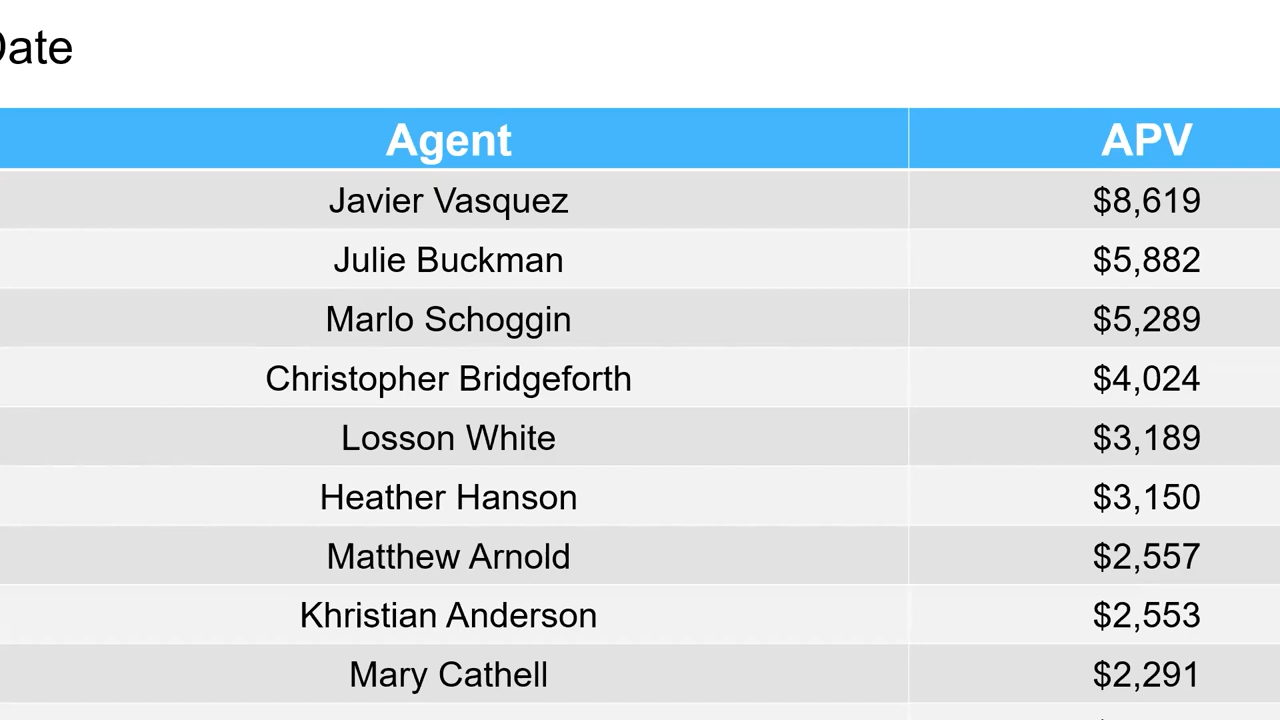 Date
Agent APV
Javier Vasquez $8,619
Julie Buckman $5,882
Marlo Schoggin $5,289
Christopher Bridgeforth $4,024
Losson White $3,189
Heather Hanson $3,150
Matthew Arnold $2,557
Khristian Anderson $2,553
Mary Cathell $2,291